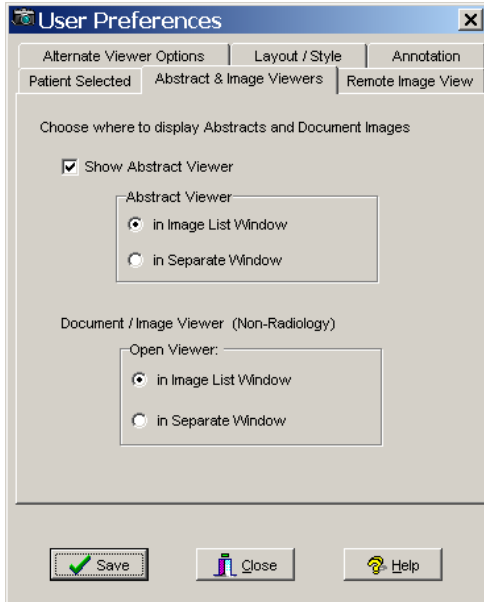 User Preferences
Alternate Viewer Options Layout / Style Annotation
Patient Selected Abstract & Image Viewers Remote Image View
Choose where to display Abstracts and Document Images
Show Abstract Viewer
Abstract Viewer
in Image List Window
in Separate Window
Document / Image Viewer (Non-Radiology)
Open Viewer:
in Image List Window
in Separate Window
Save Close Help